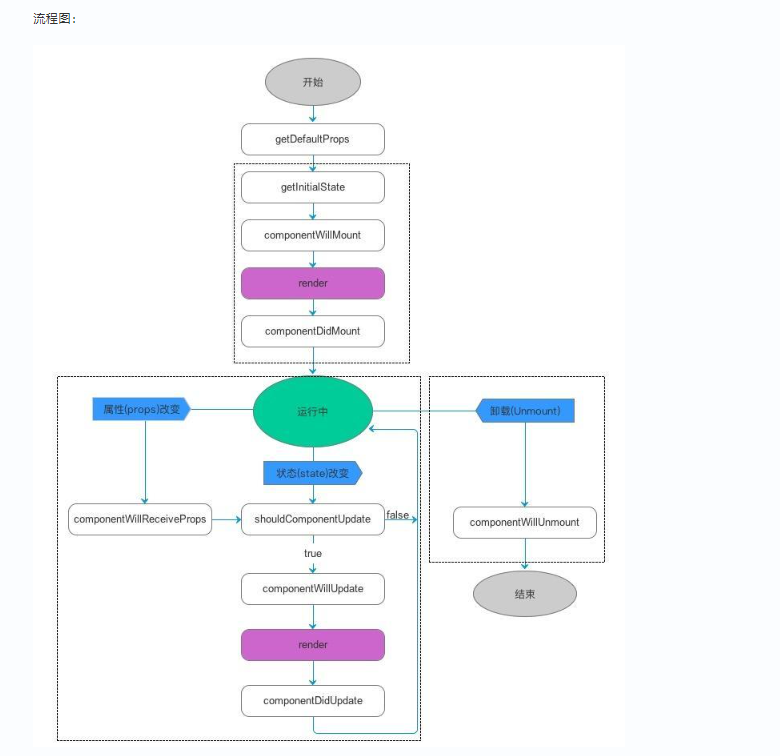 流程图:
开始
getDefaultProps
getInitialState
componentWillMount
render
componentDidMount
属性(props)改变
运行中
卸载(Unmount)
状态(state)改变
componentWillReceiveProps
shouldComponentUpdate
false
componentWillUnmount
true
componentWillUpdate
结束
render
componentDidUpdate